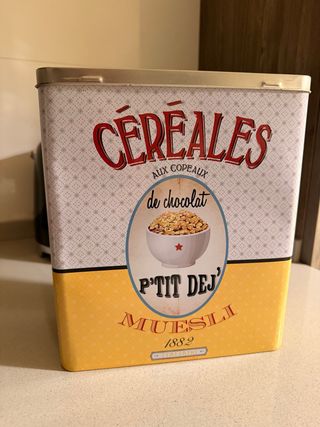 CÉRÉALES
AUX COPEAUX
de chocolat
P'TIT DEJ'
MUESLI
1882